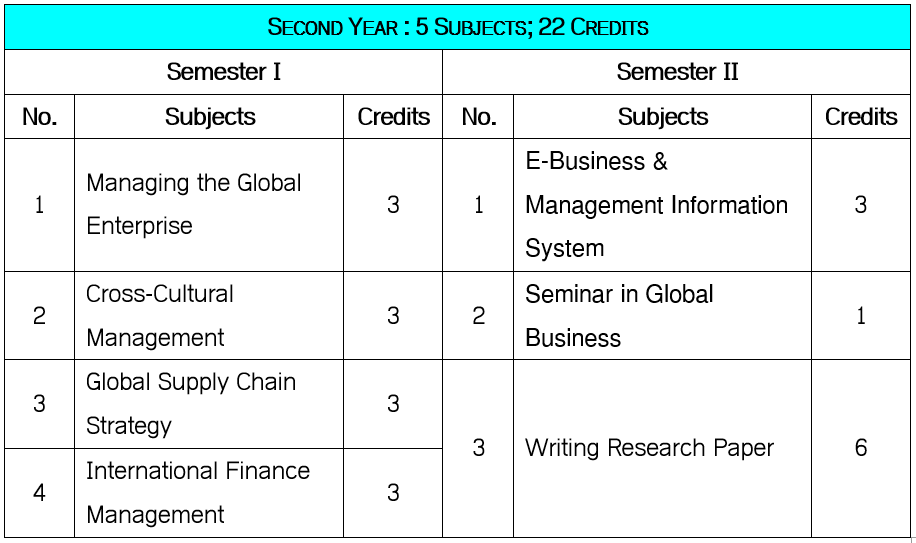 SECOND YEAR : 5 SUBJECTS; 22 CREDITS
Semester I
Semester II
No.
Subjects
Credits
No.
Subjects
Credits
1
Managing the Global
Enterprise
3
1
E-Business &
Management Information
System
3
2
Cross-Cultural
Management
3
2
Seminar in Global
Business
1
3
Global Supply Chain
Strategy
3
3
Writing Research Paper
6
4
International Finance
Management
3